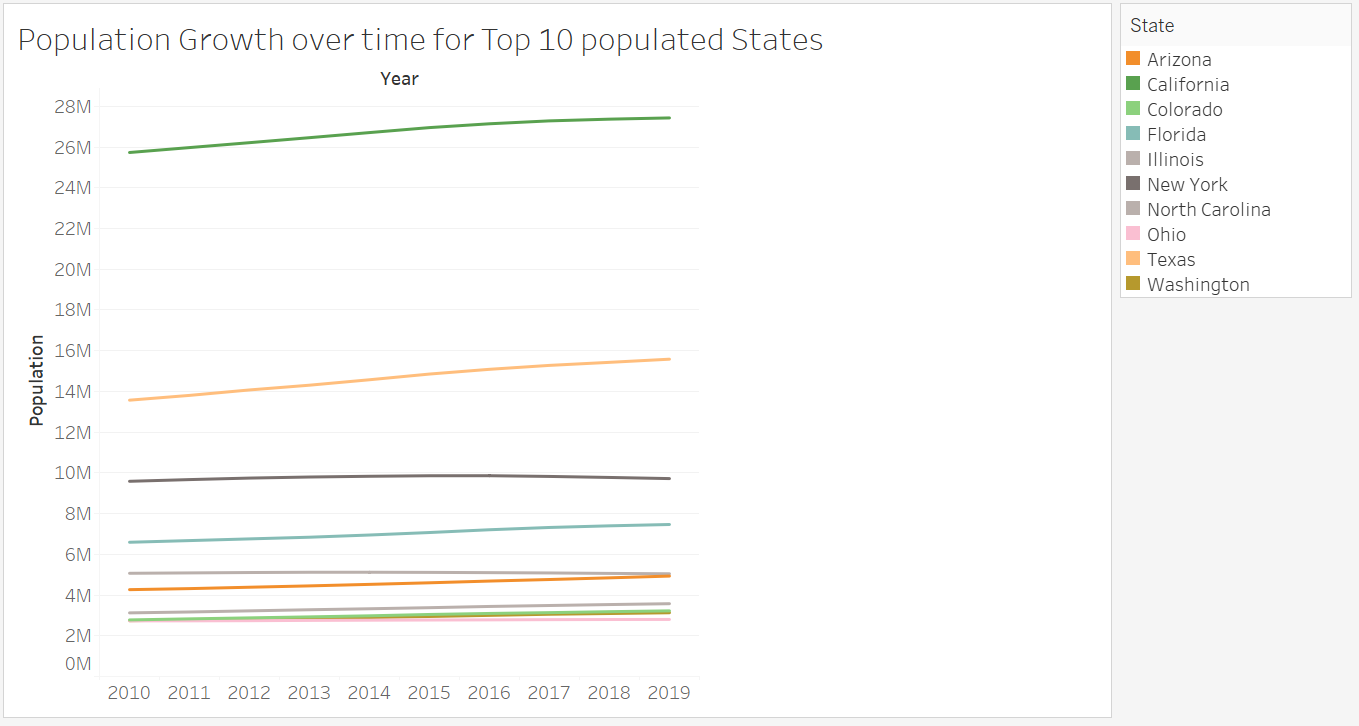 Population Growth over time for Top 10 populated States
Year
28M
26M
24M
22M
20M
18M
16M
14M
12M
10M
8M
6M
4M
2M
0M
Population
2010 2011 2012 2013 2014 2015 2016 2017 2018 2019
State
Arizona
California
Colorado
Florida
Illinois
New York
North Carolina
Ohio
Texas
Washington